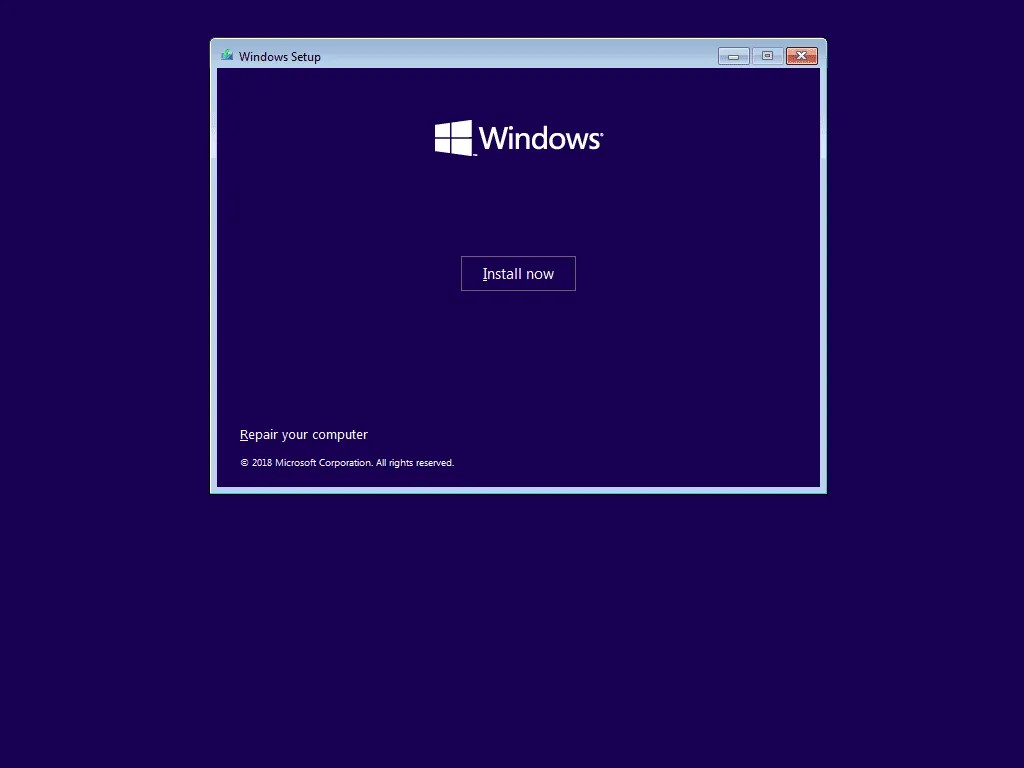 Windows Setup
Windows®
Install now
Repair your computer
© 2018 Microsoft Corporation. All rights reserved.